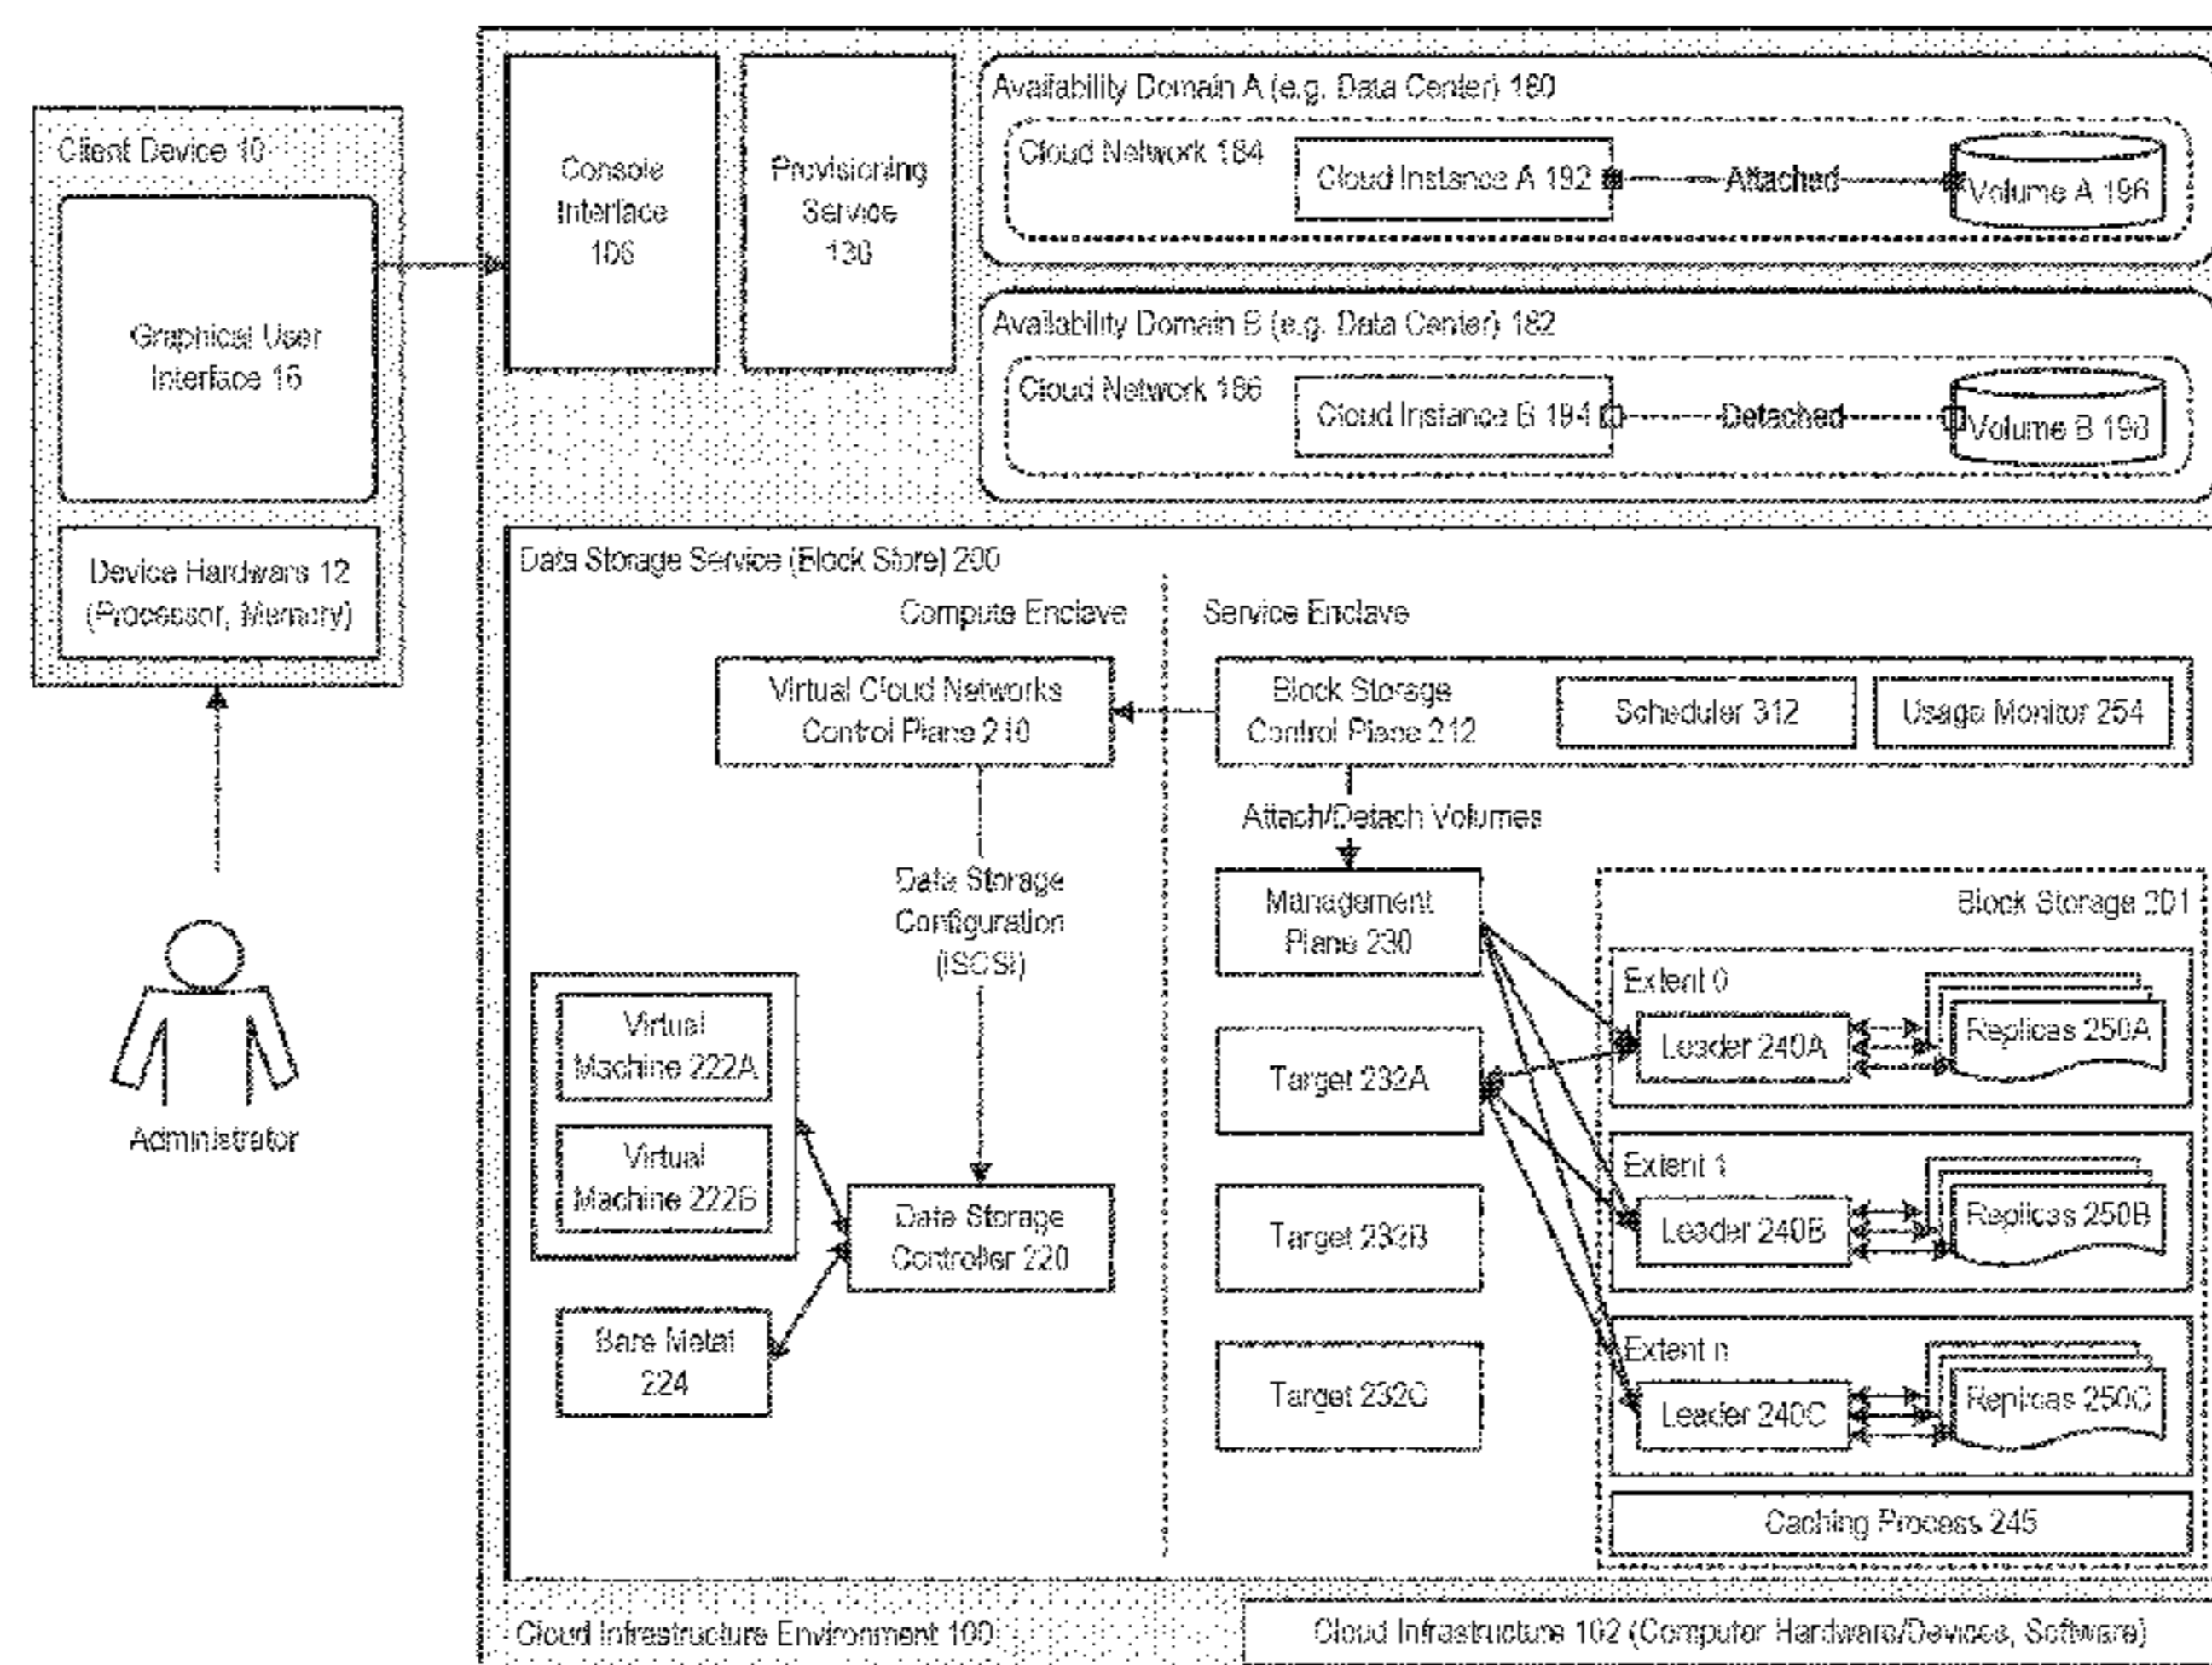 Client Device 10
Graphical User
Interface 16
Device Hardware 12
(Processor, Memory)
Administrator
Console
Interface
106
Provisioning
Service
130
Availability Domain A (e.g. Data Center) 180
Cloud Network 184
Cloud Instance A 192
Attached
Volume A 196
Availability Domain B (e.g. Data Center) 182
Cloud Network 186
Cloud Instance B 194
Detached
Volume B 198
Data Storage Service (Block Store) 200
Compute Enclave
Service Enclave
Virtual Cloud Networks
Control Plane 210
Block Storage
Control Plane 212
Scheduler 312
Usage Monitor 254
Attach/Detach Volumes
Data Storage
Configuration
(iSCSI)
Management
Plane 230
Block Storage 201
Virtual
Machine 222A
Virtual
Machine 222B
Bare Metal
224
Data Storage
Controller 220
Target 232A
Target 232B
Target 232C
Extent 0
Leader 240A
Replicas 250A
Extent 1
Leader 240B
Replicas 250B
Extent n
Leader 240C
Replicas 250C
Caching Process 245
Cloud Infrastructure Environment 100
Cloud Infrastructure 102 (Computer Hardware/Devices, Software)